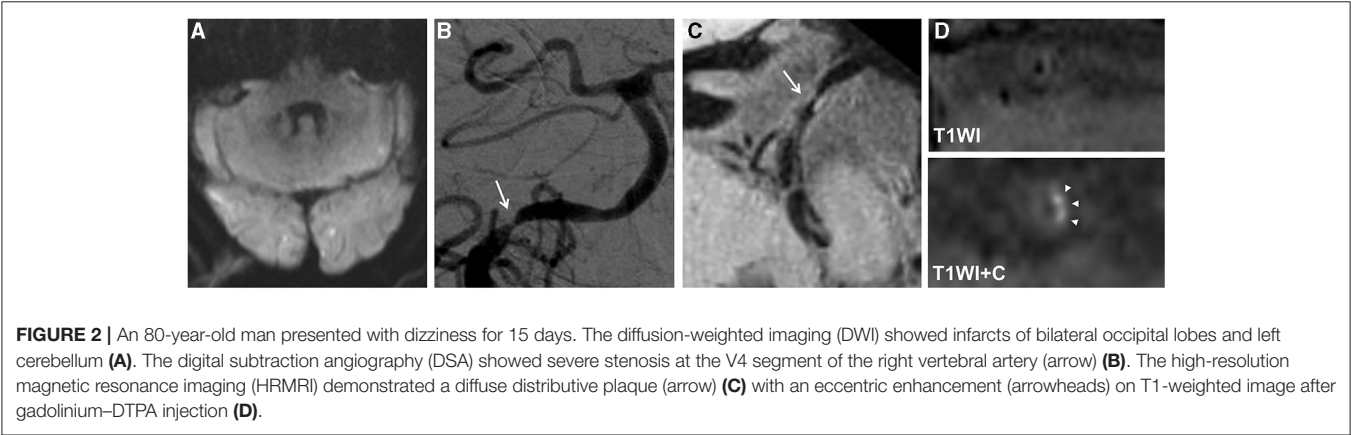 A
B
C
D
T1WI
T1WI+C
FIGURE 2 | An 80-year-old man presented with dizziness for 15 days. The diffusion-weighted imaging (DWI) showed infarcts of bilateral occipital lobes and left
cerebellum (A). The digital subtraction angiography (DSA) showed severe stenosis at the V4 segment of the right vertebral artery (arrow) (B). The high-resolution
magnetic resonance imaging (HRMRI) demonstrated a diffuse distributive plaque (arrow) (C) with an eccentric enhancement (arrowheads) on T1-weighted image after
gadolinium–DTPA injection (D).